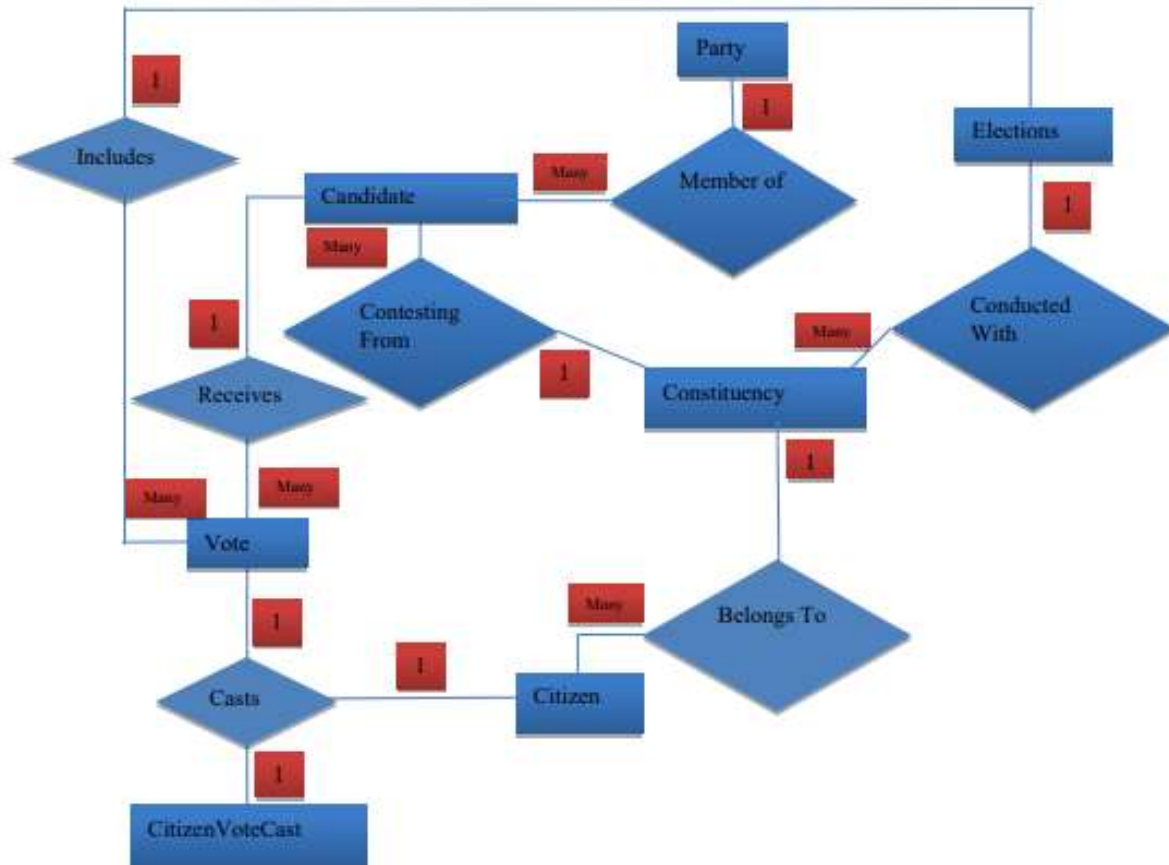 Party
1
1
Elections
Includes
Many
Member of
Candidate
1
Many
1
Contesting
From
Conducted
With
Many
1
Receives
Constituency
1
Many
Many
Vote
Many
Belongs To
1
1
Casts
Citizen
1
CitizenVoteCast